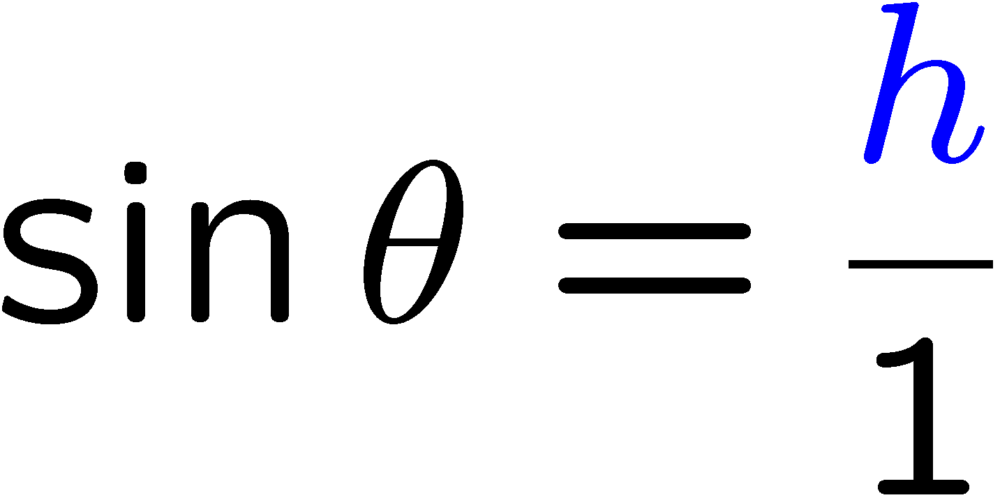 sin θ = h/1